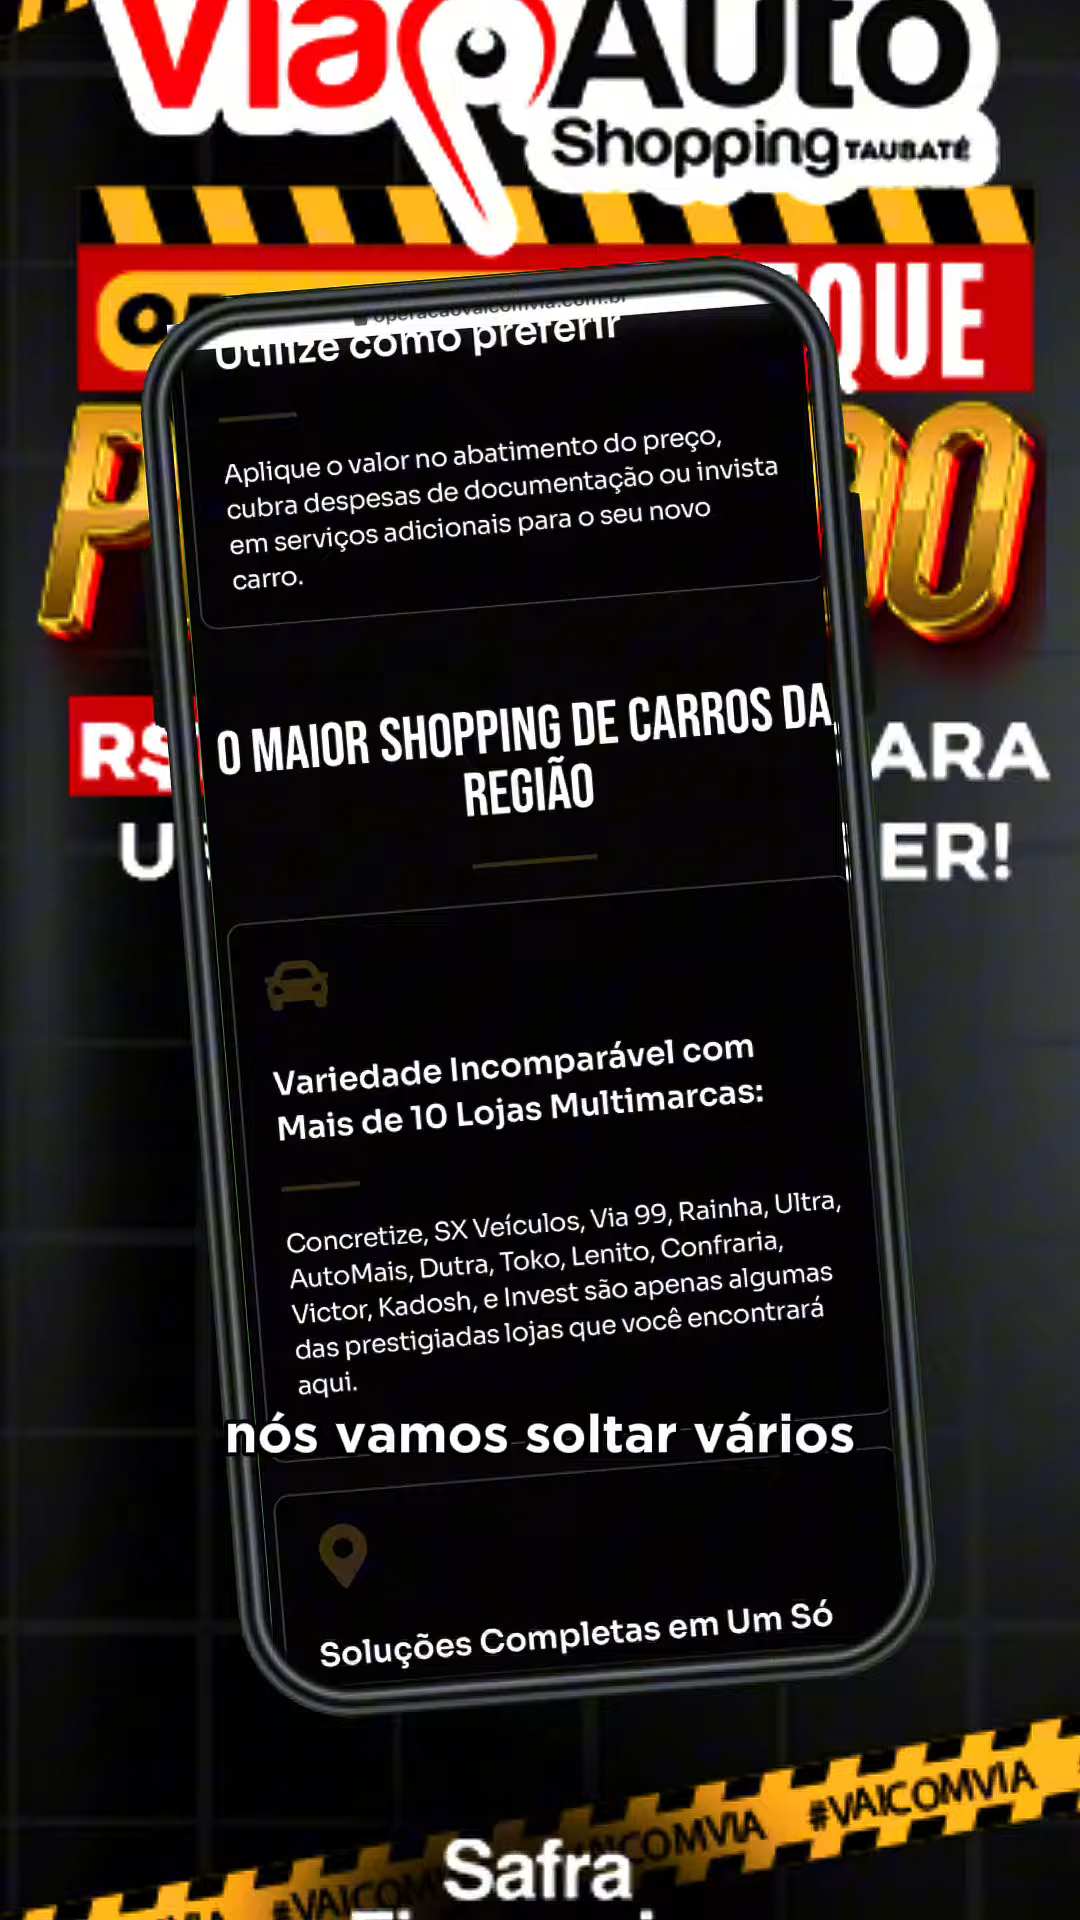 Via Auto
Shopping TAUBATÉ
QUE
operacaovaicomvia.com.br
Utilize como preferir
Aplique o valor no abatimento do preço,
cubra despesas de documentação ou invista
em serviços adicionais para o seu novo
carro.
R$
ARA
ER!
O MAIOR SHOPPING DE CARROS DA
REGIÃO
Variedade Incomparável com
Mais de 10 Lojas Multimarcas:
Concretize, SX Veículos, Via 99, Rainha, Ultra,
AutoMais, Dutra, Toko, Lenito, Confraria,
Victor, Kadosh, e Invest são apenas algumas
das prestigiadas lojas que você encontrará
aqui.
nós vamos soltar vários
Soluções Completas em Um Só
#VAICOMVIA
Safra